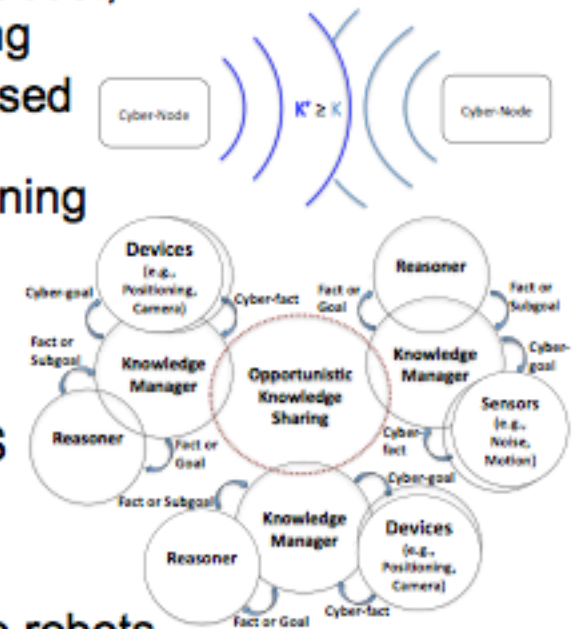 ng
sed
Cyber-Node
K' ≥ K
Cyber-Node
ning
Devices
(e.g.,
Positioning,
Camera)
Cyber-goal
Cyber-fact
Fact or
Subgoal
Knowledge
Manager
Reasoner
Fact or
Goal
Opportunistic
Knowledge
Sharing
Reasoner
Fact or
Goal
Fact or
Subgoal
Knowledge
Manager
Cyber-
goal
Sensors
(e.g.,
Noise,
Motion)
Cyber-
fact
s
Cyber-goal
Fact or Subgoal
Knowledge
Manager
Devices
(e.g.,
Positioning,
Camera)
Reasoner
Cyber-fact
Fact or Goal
robots